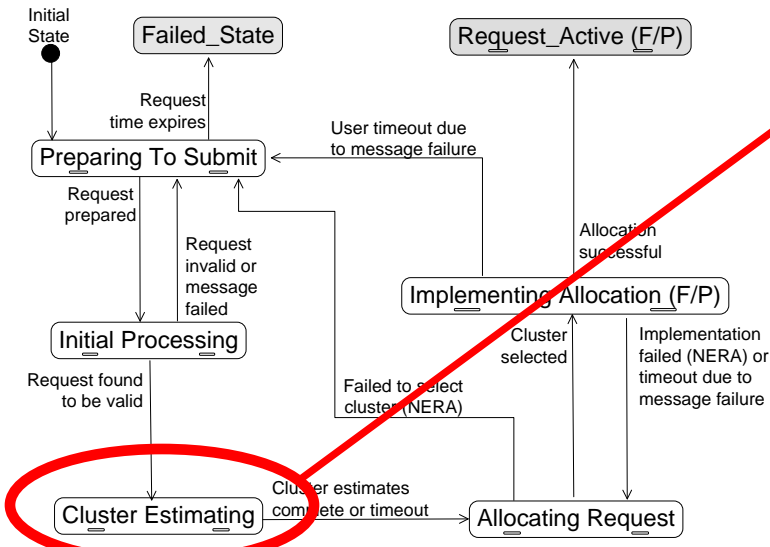 Initial
State
Failed_State
Request_Active (F/P)
Request
time expires
User timeout due
to message failure
Preparing To Submit
Request
prepared
Request
invalid or
message
failed
Allocation
successful
Implementing Allocation (F/P)
Initial Processing
Cluster
selected
Implementation
failed (NERA) or
timeout due to
message failure
Request found
to be valid
Failed to select
cluster (NERA)
Cluster estimates
complete or timeout
Cluster Estimating
Allocating Request